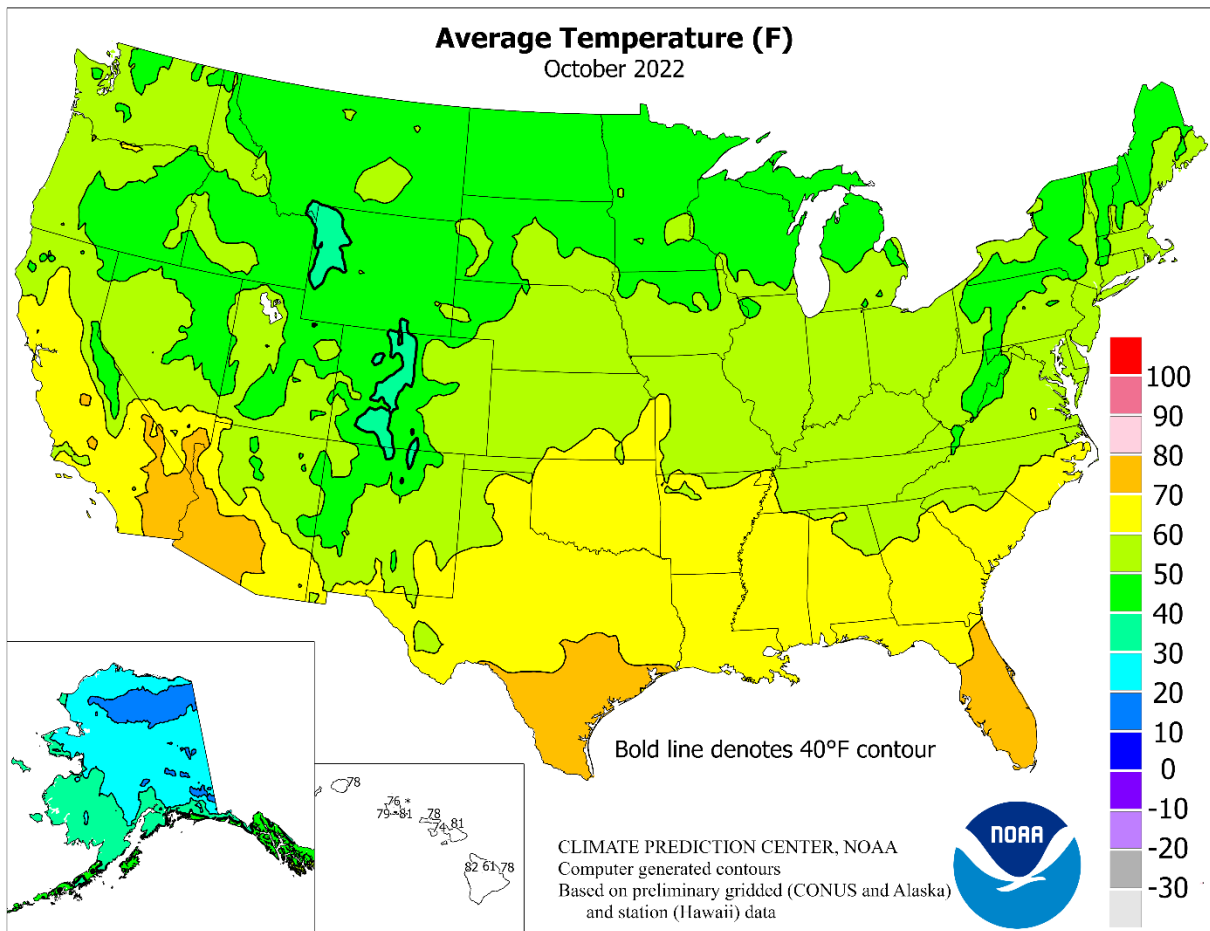 Average Temperature (F)
October 2022
100
90
80
70
60
50
40
30
20
10
0
-10
-20
-30
Bold line denotes 40°F contour
78
76 *
79 *81
78
74
81
82 61 78
CLIMATE PREDICTION CENTER, NOAA
Computer generated contours
Based on preliminary gridded (CONUS and Alaska)
and station (Hawaii) data
NOAA